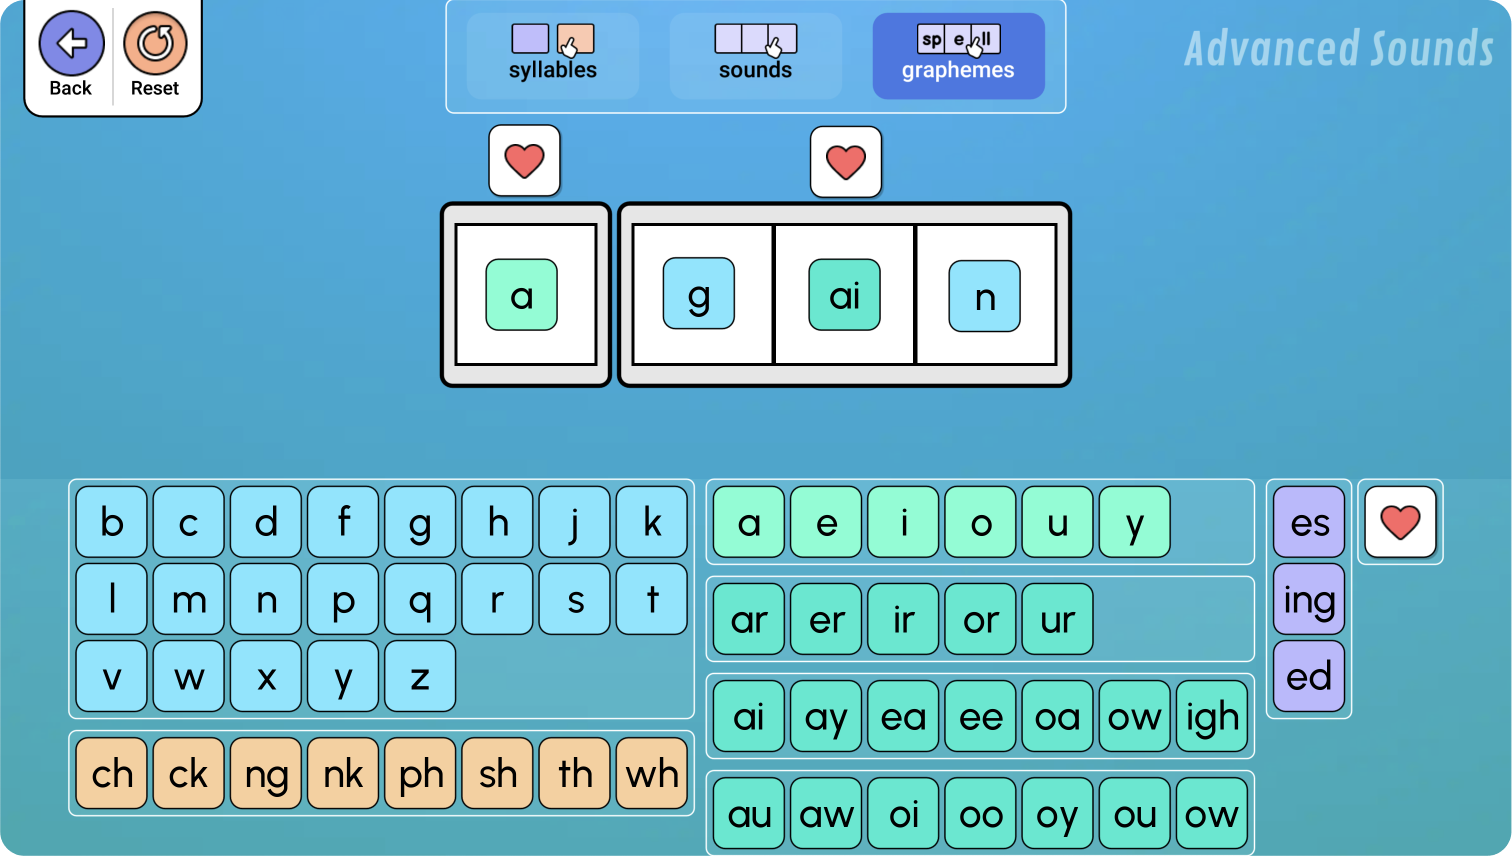 Back Reset
syllables
sounds
sp e ll
graphemes
Advanced Sounds
a g ai n
b c d f g h j k
l m n p q r s t
v w x y z
ch ck ng nk ph sh th wh
a e i o u y
ar er ir or ur
ai ay ea ee oa ow igh
au aw oi oo oy ou ow
es
ing
ed